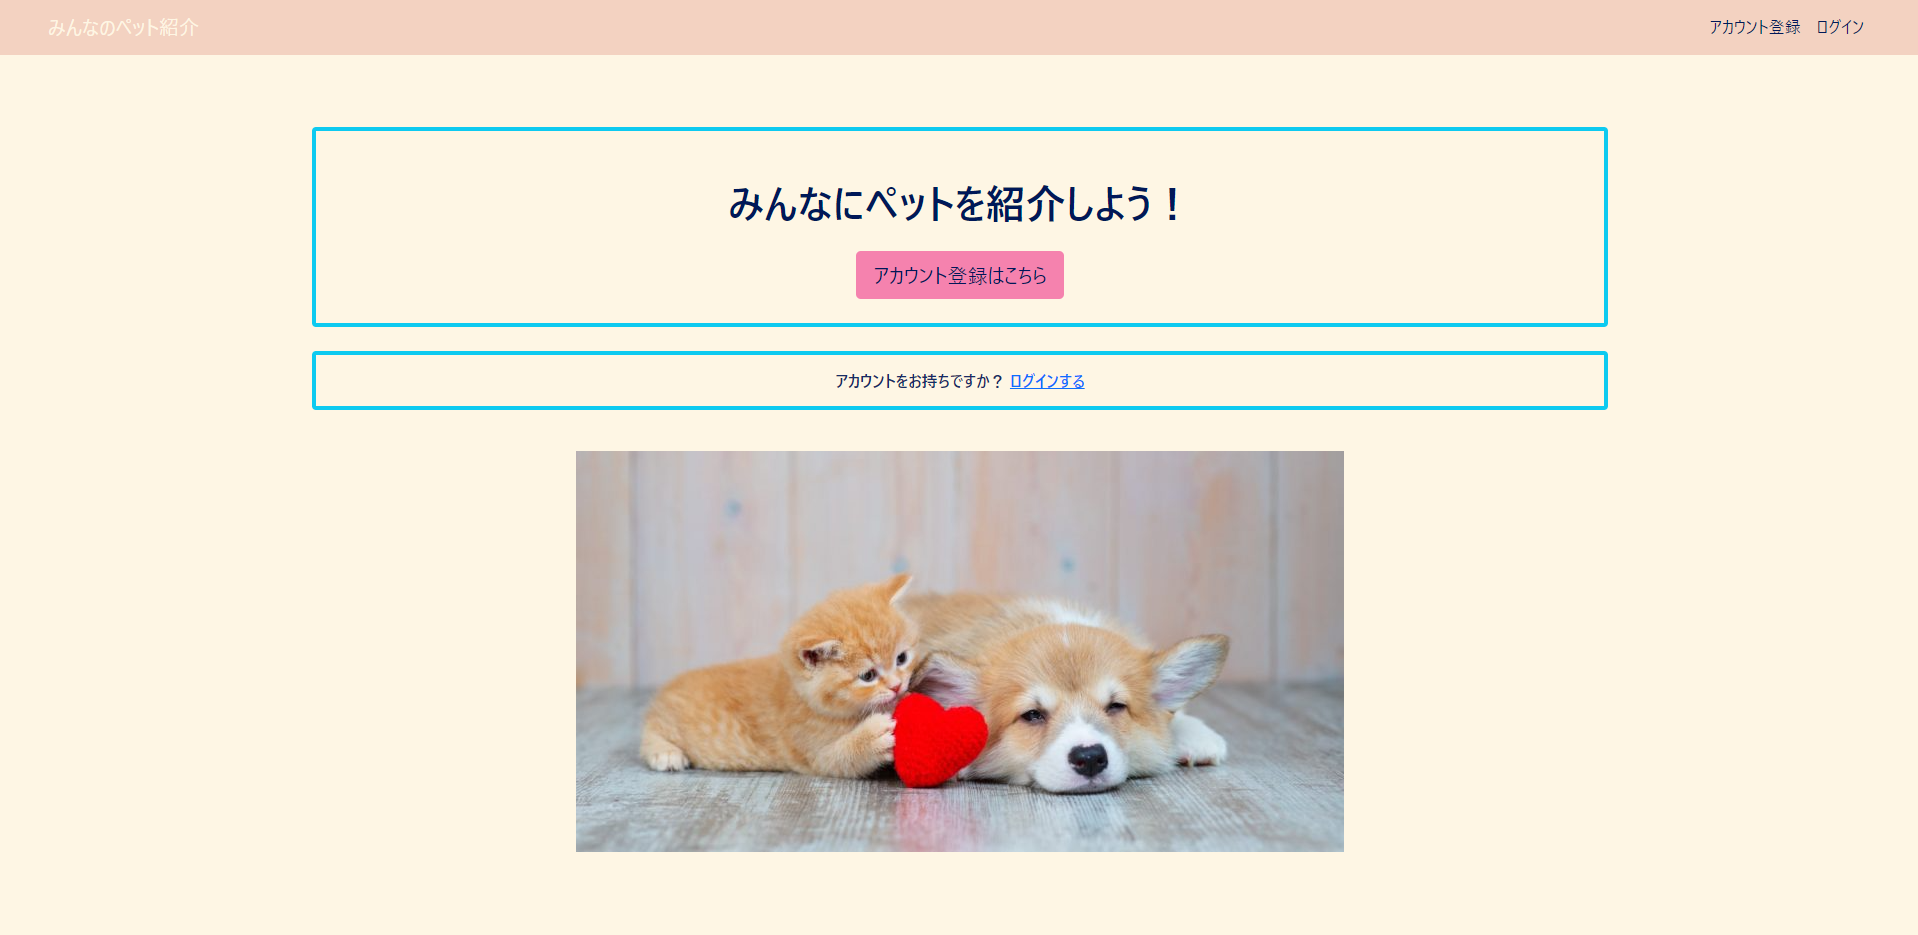 みんなのペット紹介
アカウント登録 ログイン
みんなにペットを紹介しよう！
アカウント登録はこちら
アカウントをお持ちですか？ ログインする